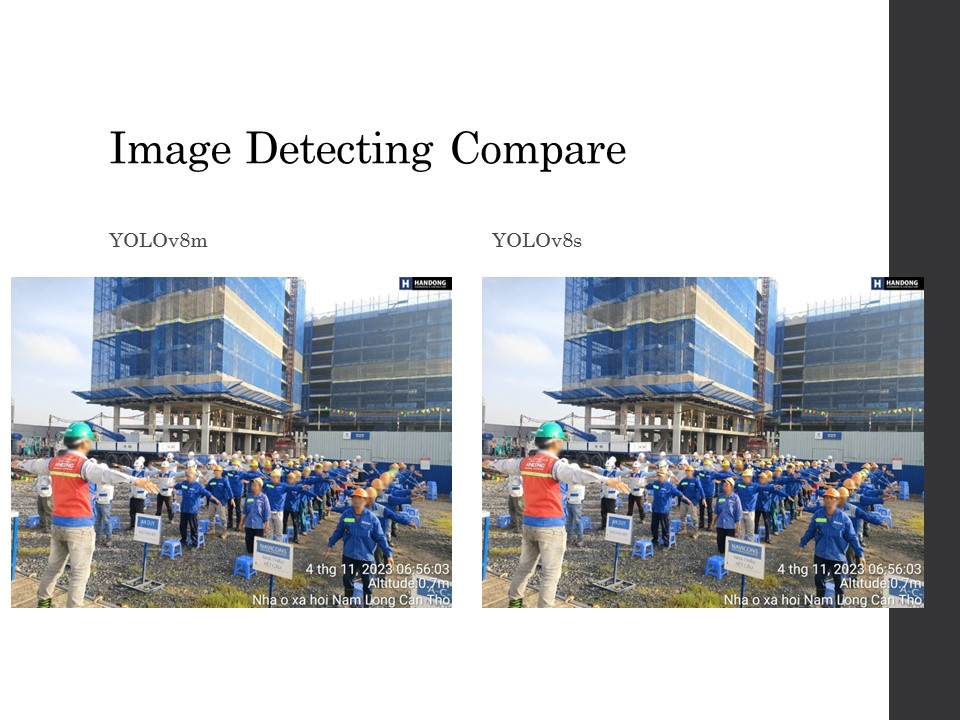 Image Detecting Compare
YOLOv8m
YOLOv8s
H HANDONG
4 thg 11, 2023 06:56:03
Altitude:0.7m
Nha o xa hoi Nam Long Can Tho
H HANDONG
4 thg 11, 2023 06:56:03
Altitude:0.7m
Nha o xa hoi Nam Long Can Tho